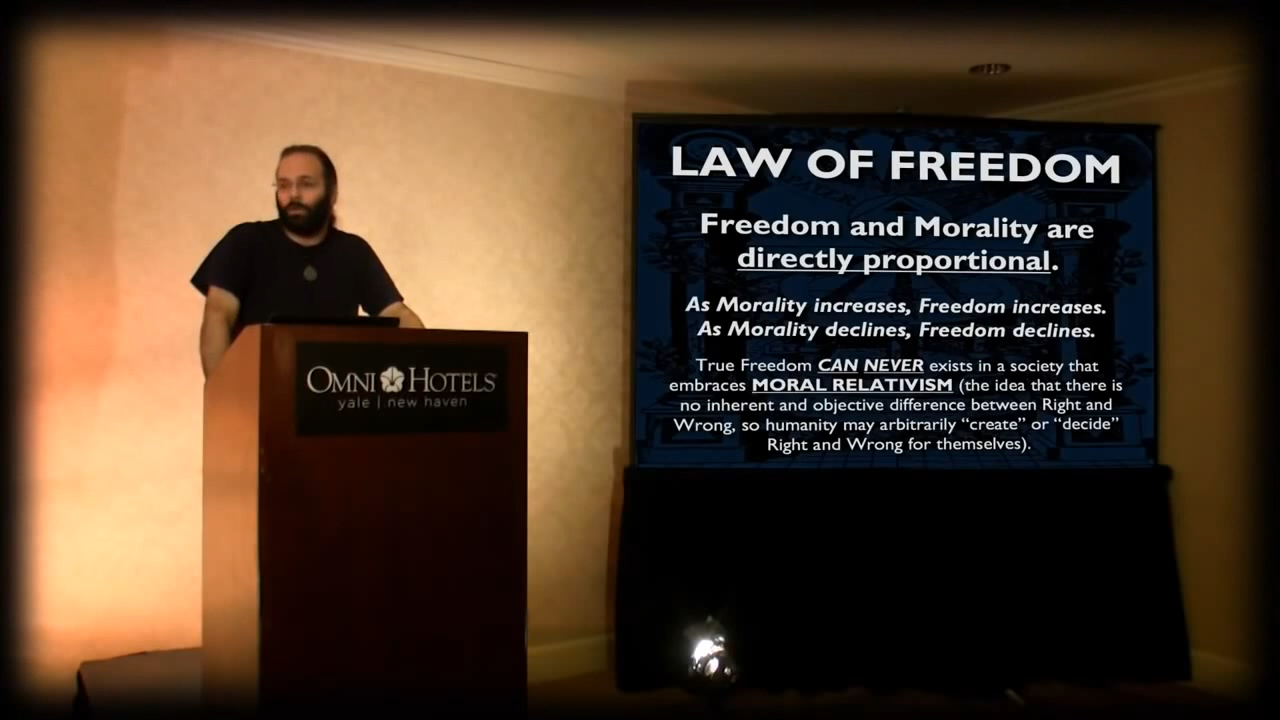 OMNI HOTELS
yale | new haven
LAW OF FREEDOM
Freedom and Morality are
directly proportional.
As Morality increases, Freedom increases.
As Morality declines, Freedom declines.
True Freedom CAN NEVER exists in a society that
embraces MORAL RELATIVISM (the idea that there is
no inherent and objective difference between Right and
Wrong, so humanity may arbitrarily “create” or “decide”
Right and Wrong for themselves).